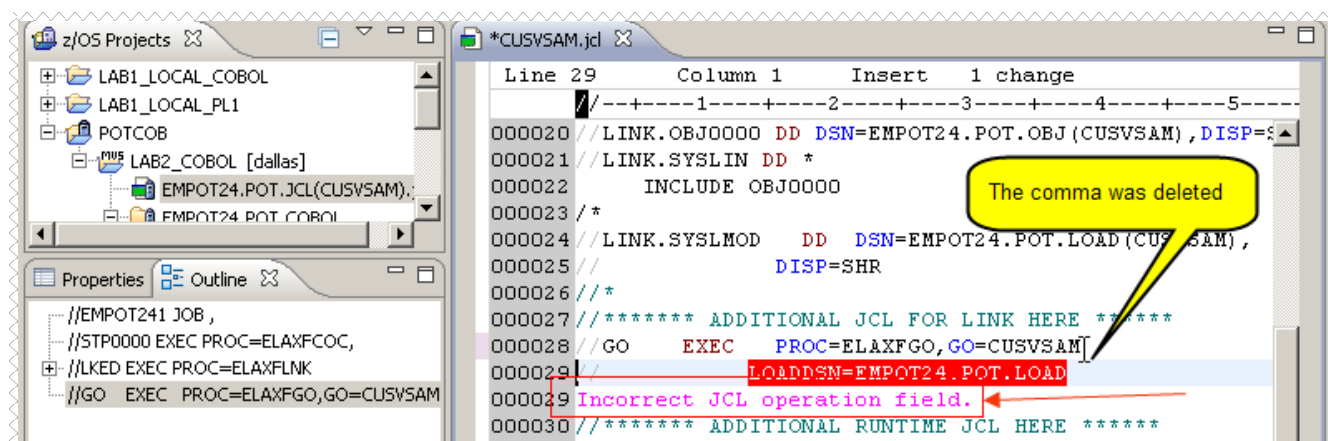 z/OS Projects
LAB1_LOCAL_COBOL
LAB1_LOCAL_PL1
POTCOB
LAB2_COBOL [dallas]
EMPOT24.POT.JCL(CUSVSAM).
EMPOT24.POT.COBOL
Properties
Outline
//EMPOT241 JOB ,
//STP0000 EXEC PROC=ELAXFCOC,
//LKED EXEC PROC=ELAXFLNK
//GO    EXEC   PROC=ELAXFGO,GO=CUSVSAM
*CUSVSAM.jcl
Line 29      Column 1    Insert   1 change
//--+----1----+----2----+----3----+----4----+----5-----
000020 //LINK.OBJ0000 DD DSN=EMPOT24.POT.OBJ(CUSVSAM),DISP=S
000021 //LINK.SYSLIN DD *
000022      INCLUDE OBJ0000
000023 /*
000024 //LINK.SYSLMOD   DD  DSN=EMPOT24.POT.LOAD(CUSVSAM),
000025 //             DISP=SHR
000026 //*
000027 //******* ADDITIONAL JCL FOR LINK HERE ******
000028 //GO    EXEC   PROC=ELAXFGO,GO=CUSVSAM
000029 //           LOADDSN=EMPOT24.POT.LOAD
000029 Incorrect JCL operation field.
000030 //******* ADDITIONAL RUNTIME JCL HERE ******
The comma was deleted